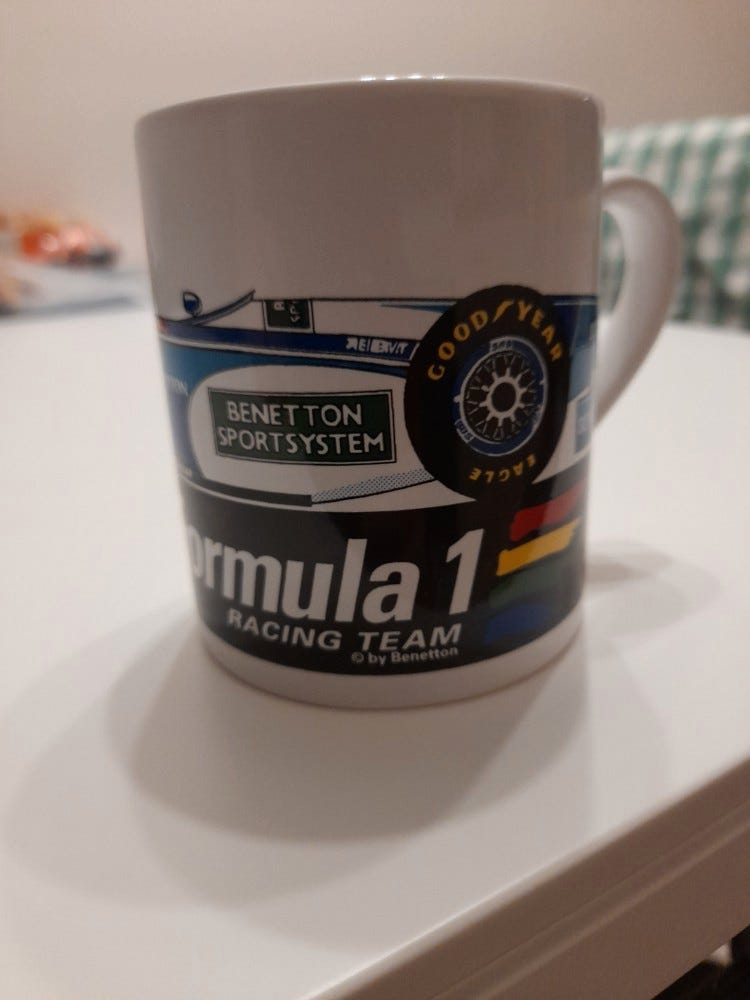 GOODYEAR
BENETTON
SPORTSYSTEM
EAGLE
ormula 1
RACING TEAM
© by Benetton